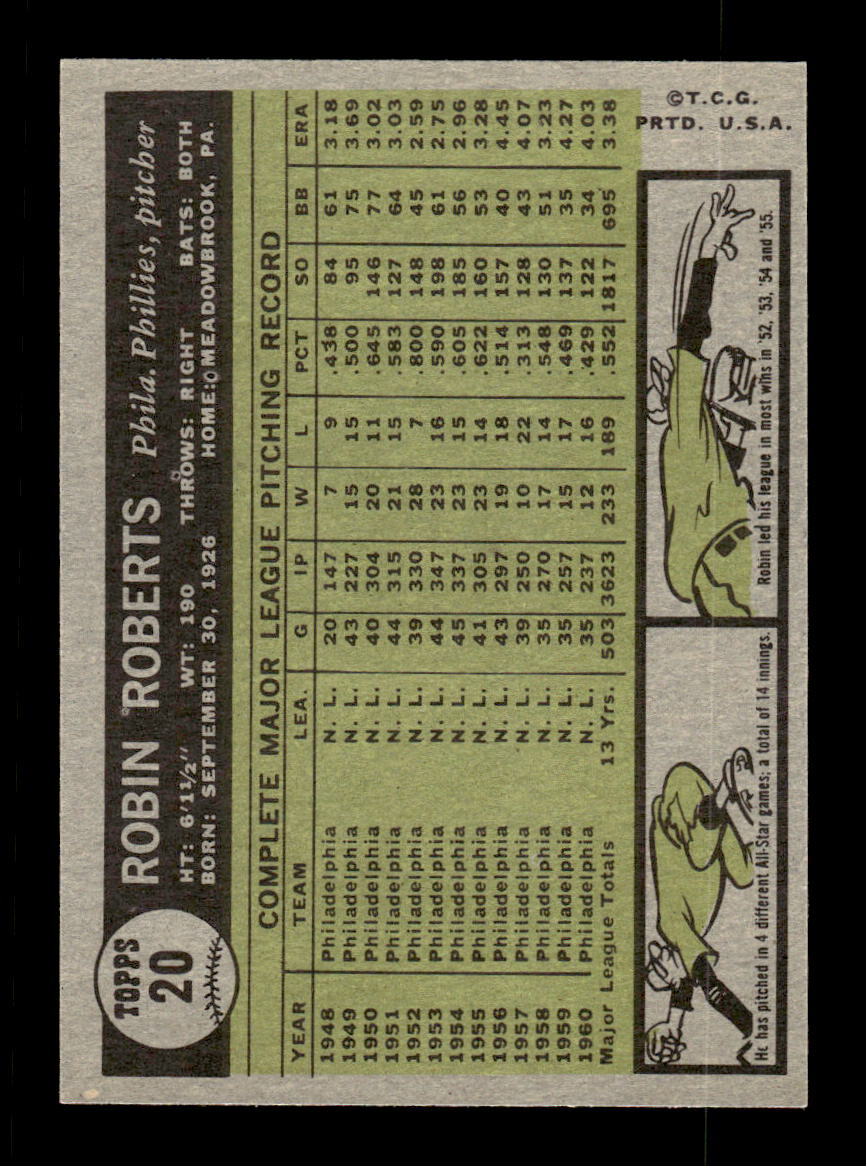 TOPPS
20
ROBIN ROBERTS Phila. Phillies, pitcher
HT: 6'1½" WT: 190 THROWS: RIGHT BATS: BOTH
BORN: SEPTEMBER 30, 1926 HOME: MEADOWBROOK, PA.
COMPLETE MAJOR LEAGUE PITCHING RECORD
YEAR TEAM LEA. G IP W L PCT SO BB ERA
1948 Philadelphia N. L. 20 147 7 9 .438 84 61 3.18
1949 Philadelphia N. L. 43 227 15 15 .500 95 75 3.69
1950 Philadelphia N. L. 40 304 20 11 .645 146 77 3.02
1951 Philadelphia N. L. 44 315 21 15 .583 127 64 3.03
1952 Philadelphia N. L. 39 330 28 7 .800 148 45 2.59
1953 Philadelphia N. L. 44 347 23 16 .590 198 61 2.75
1954 Philadelphia N. L. 45 337 23 15 .605 185 56 2.96
1955 Philadelphia N. L. 41 305 23 14 .622 160 53 3.28
1956 Philadelphia N. L. 43 297 19 18 .514 157 40 4.45
1957 Philadelphia N. L. 39 250 10 22 .313 128 43 4.07
1958 Philadelphia N. L. 35 270 17 14 .548 130 51 3.23
1959 Philadelphia N. L. 35 257 15 17 .469 137 35 4.27
1960 Philadelphia N. L. 35 237 12 16 .429 122 34 4.03
Major League Totals 13 Yrs. 503 3623 233 189 .552 1817 695 3.38
He has pitched in 4 different All-Star games; a total of 14 innings.
Robin led his league in most wins in '52, '53, '54 and '55.
©T.C.G.
PRTD. U.S.A.